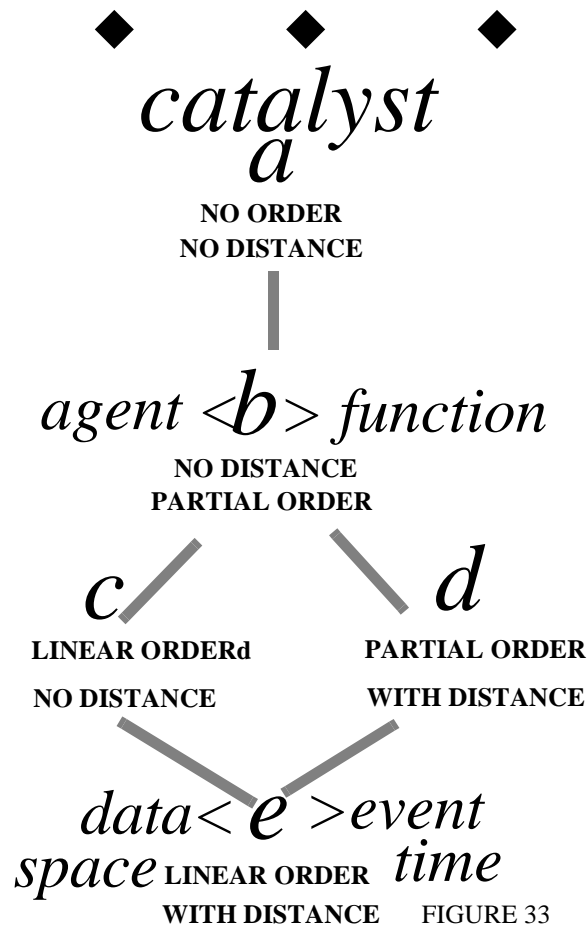 catalyst
a
NO ORDER
NO DISTANCE
agent <b> function
NO DISTANCE
PARTIAL ORDER
c
d
LINEAR ORDERd
PARTIAL ORDER
NO DISTANCE
WITH DISTANCE
data< e >event
space LINEAR ORDER time
WITH DISTANCE FIGURE 33